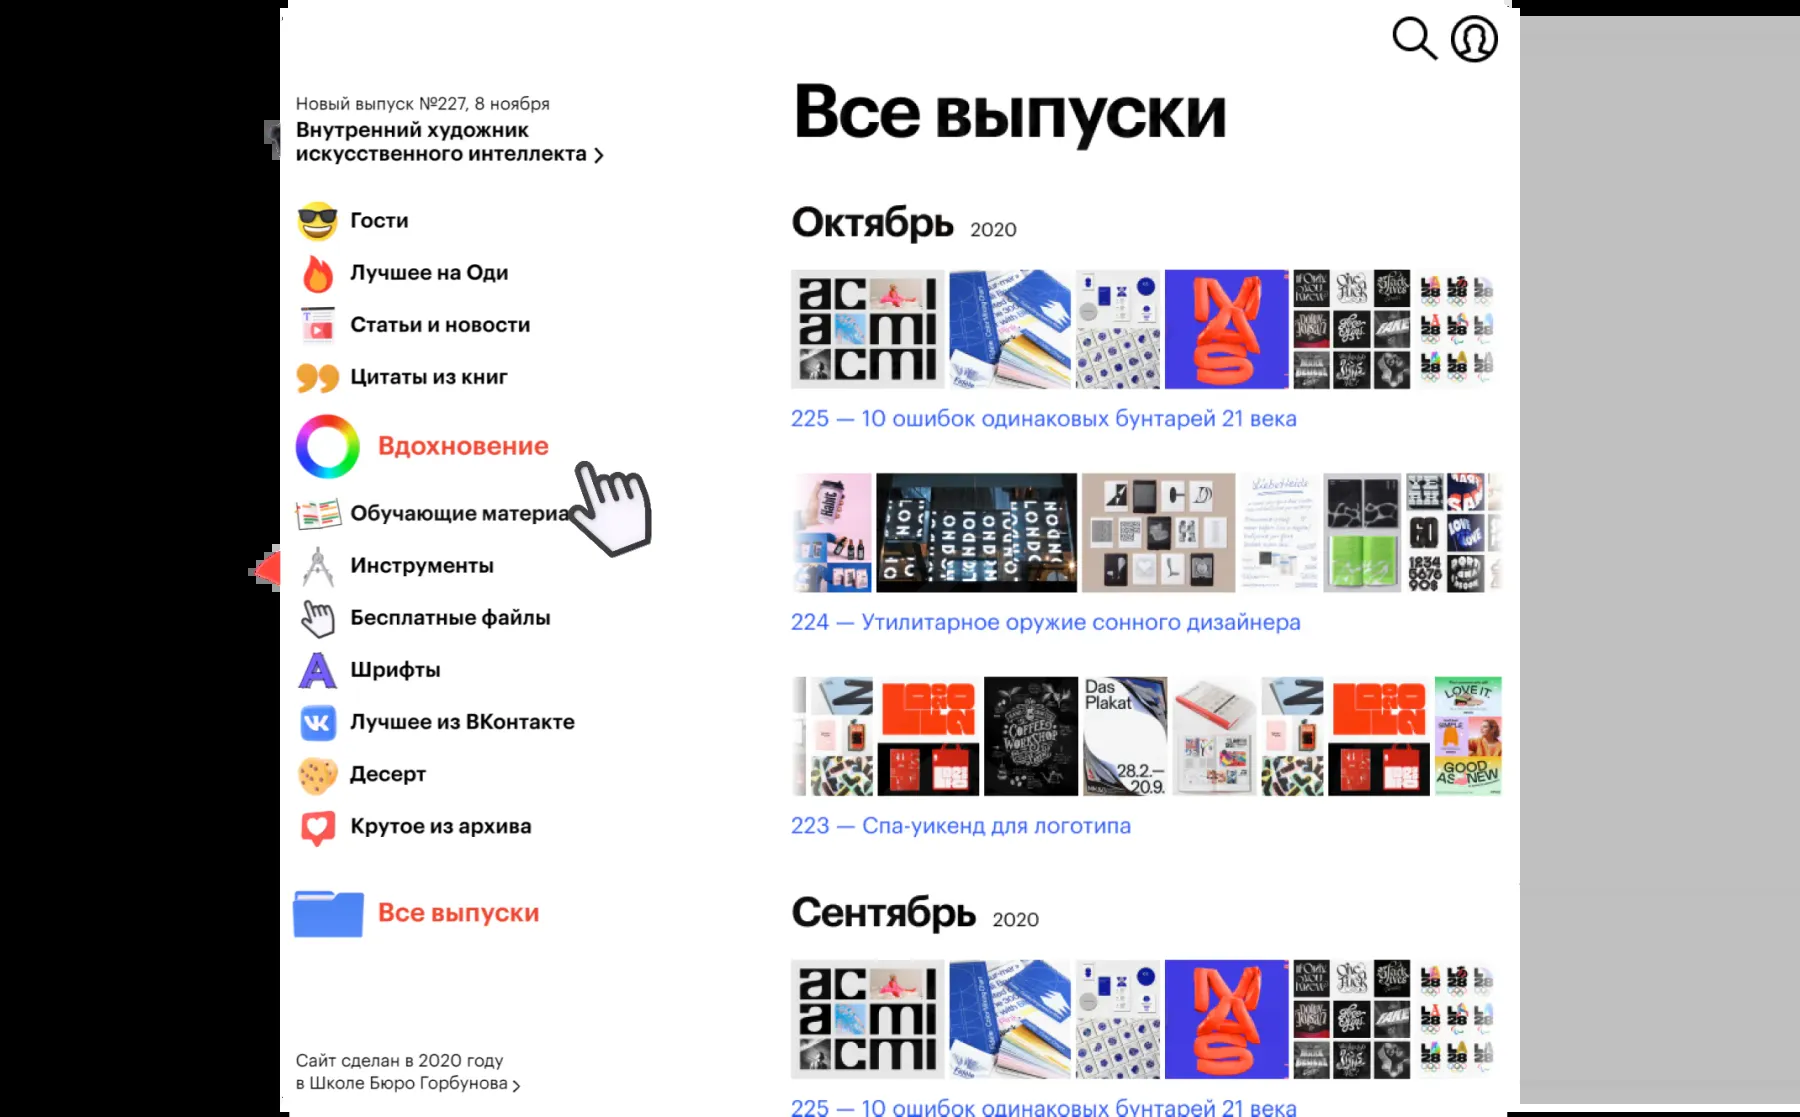 Новый выпуск №227, 8 ноября
Внутренний художник
искусственного интеллекта
Гости
Лучшее на Оди
Статьи и новости
Цитаты из книг
Вдохновение
Обучающие материа
Инструменты
Бесплатные файлы
Шрифты
Лучшее из ВКонтакте
Десерт
Крутое из архива
Все выпуски
Сайт сделан в 2020 году
в Школе Бюро Горбунова
Все выпуски
Октябрь 2020
225 — 10 ошибок одинаковых бунтарей 21 века
224 — Утилитарное оружие сонного дизайнера
Das
Plakat
28.2.—
20.9.
COFFEE
WORKSHOP
LOVE IT.
GOOD
AS NEW
223 — Спа-уикенд для логотипа
Сентябрь 2020
225 — 10 ошибок одинаковых бунтарей 21 века